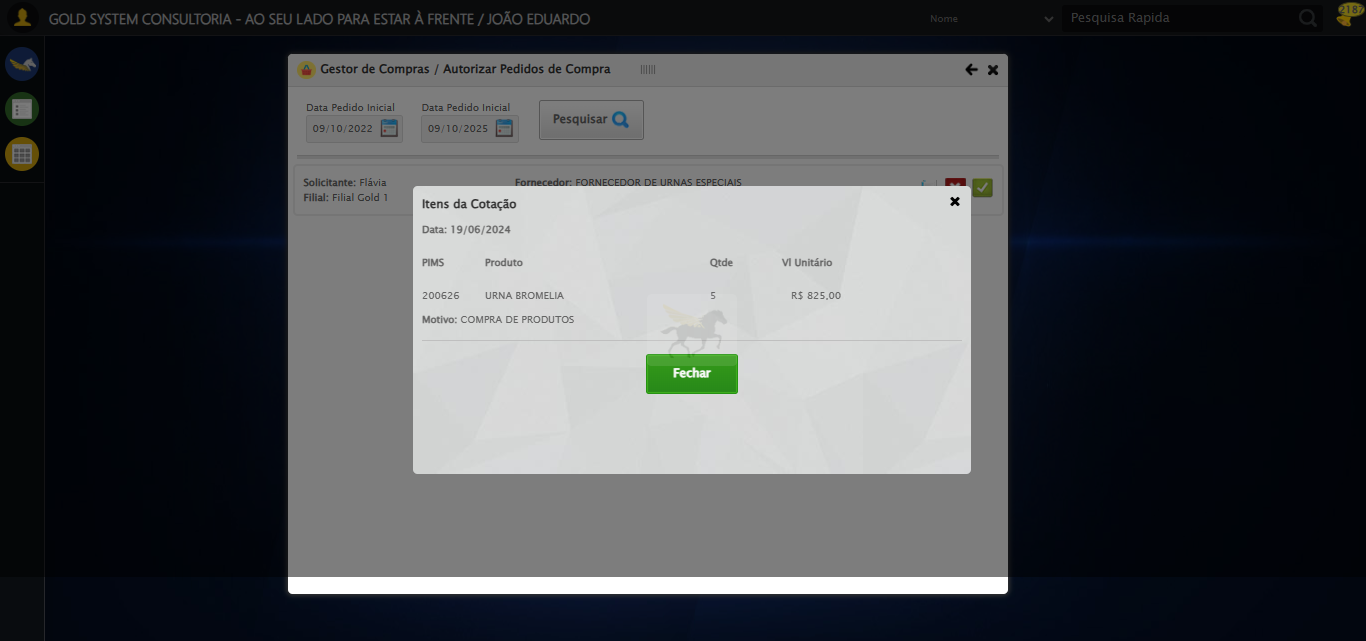 GOLD SYSTEM CONSULTORIA - AO SEU LADO PARA ESTAR À FRENTE / JOÃO EDUARDO
Nome
Pesquisa Rapida
2187
Gestor de Compras / Autorizar Pedidos de Compra
Data Pedido Inicial
Data Pedido Inicial
09/10/2022
09/10/2025
Pesquisar
Solicitante: Flávia
Fornecedor: FORNECEDOR DE URNAS ESPECIAIS
Filial: Filial Gold 1
Itens da Cotação
Data: 19/06/2024
PIMS Produto Qtde Vl Unitário
200626 URNA BROMELIA 5 R$ 825,00
Motivo: COMPRA DE PRODUTOS
Fechar